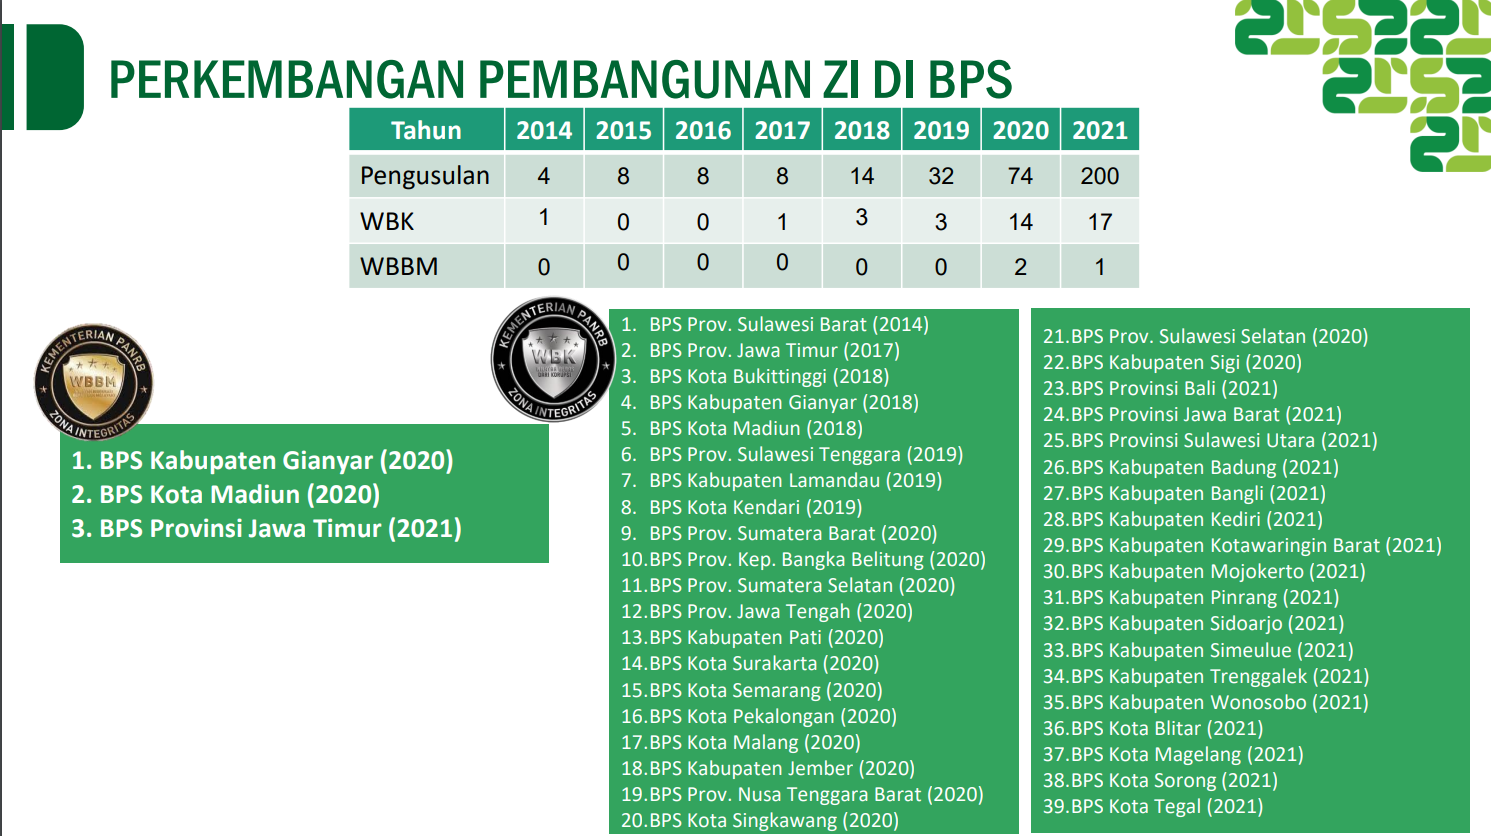 PERKEMBANGAN PEMBANGUNAN ZI DI BPS
Tahun 2014 2015 2016 2017 2018 2019 2020 2021
Pengusulan 4 8 8 8 14 32 74 200
WBK 1 0 0 1 3 3 14 17
WBBM 0 0 0 0 0 0 2 1
KEMENTERIAN PANRB
WBBM
ZONA INTEGRITAS
1. BPS Kabupaten Gianyar (2020)
2. BPS Kota Madiun (2020)
3. BPS Provinsi Jawa Timur (2021)
KEMENTERIAN PANRB
WBK
ZONA INTEGRITAS
1. BPS Prov. Sulawesi Barat (2014)
2. BPS Prov. Jawa Timur (2017)
3. BPS Kota Bukittinggi (2018)
4. BPS Kabupaten Gianyar (2018)
5. BPS Kota Madiun (2018)
6. BPS Prov. Sulawesi Tenggara (2019)
7. BPS Kabupaten Lamandau (2019)
8. BPS Kota Kendari (2019)
9. BPS Prov. Sumatera Barat (2020)
10.BPS Prov. Kep. Bangka Belitung (2020)
11.BPS Prov. Sumatera Selatan (2020)
12.BPS Prov. Jawa Tengah (2020)
13.BPS Kabupaten Pati (2020)
14.BPS Kota Surakarta (2020)
15.BPS Kota Semarang (2020)
16.BPS Kota Pekalongan (2020)
17.BPS Kota Malang (2020)
18.BPS Kabupaten Jember (2020)
19.BPS Prov. Nusa Tenggara Barat (2020)
20.BPS Kota Singkawang (2020)
21.BPS Prov. Sulawesi Selatan (2020)
22.BPS Kabupaten Sigi (2020)
23.BPS Provinsi Bali (2021)
24.BPS Provinsi Jawa Barat (2021)
25.BPS Provinsi Sulawesi Utara (2021)
26.BPS Kabupaten Badung (2021)
27.BPS Kabupaten Bangli (2021)
28.BPS Kabupaten Kediri (2021)
29.BPS Kabupaten Kotawaringin Barat (2021)
30.BPS Kabupaten Mojokerto (2021)
31.BPS Kabupaten Pinrang (2021)
32.BPS Kabupaten Sidoarjo (2021)
33.BPS Kabupaten Simeulue (2021)
34.BPS Kabupaten Trenggalek (2021)
35.BPS Kabupaten Wonosobo (2021)
36.BPS Kota Blitar (2021)
37.BPS Kota Magelang (2021)
38.BPS Kota Sorong (2021)
39.BPS Kota Tegal (2021)